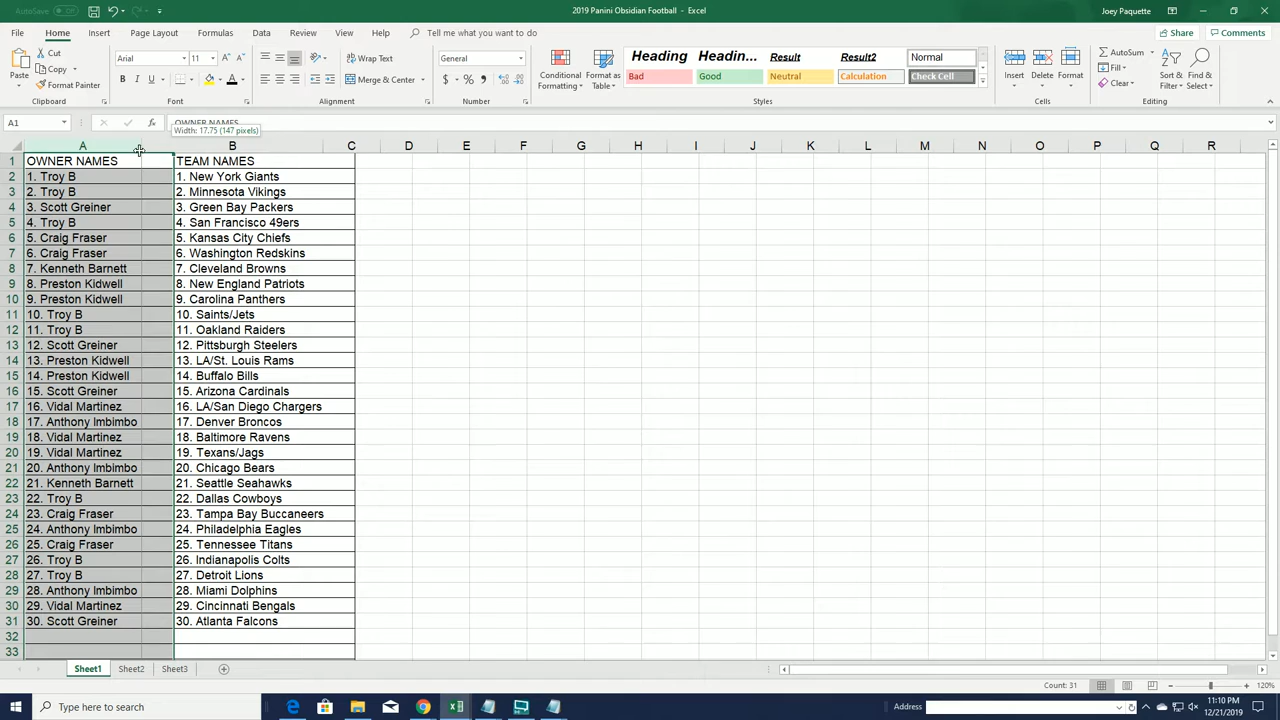 AutoSave Off
2019 Panini Obsidian Football - Excel
Joey Paquette
File Home Insert Page Layout Formulas Data Review View Help Tell me what you want to do
Share Comments
Paste Cut Copy Format Painter Clipboard
Arial 11 Font
Wrap Text Merge & Center Alignment
General Number
Conditional Formatting Format as Table
Heading Headin... Result Result2 Normal
Bad Good Neutral Calculation Check Cell
Styles
Insert Delete Format Cells
AutoSum Fill Clear Sort & Filter Find & Select Editing
A1 OWNER NAMES
Width: 17.75 (147 pixels)
A B C D E F G H I J K L M N O P Q R
1 OWNER NAMES TEAM NAMES
2 1. Troy B 1. New York Giants
3 2. Troy B 2. Minnesota Vikings
4 3. Scott Greiner 3. Green Bay Packers
5 4. Troy B 4. San Francisco 49ers
6 5. Craig Fraser 5. Kansas City Chiefs
7 6. Craig Fraser 6. Washington Redskins
8 7. Kenneth Barnett 7. Cleveland Browns
9 8. Preston Kidwell 8. New England Patriots
10 9. Preston Kidwell 9. Carolina Panthers
11 10. Troy B 10. Saints/Jets
12 11. Troy B 11. Oakland Raiders
13 12. Scott Greiner 12. Pittsburgh Steelers
14 13. Preston Kidwell 13. LA/St. Louis Rams
15 14. Preston Kidwell 14. Buffalo Bills
16 15. Scott Greiner 15. Arizona Cardinals
17 16. Vidal Martinez 16. LA/San Diego Chargers
18 17. Anthony Imbimbo 17. Denver Broncos
19 18. Vidal Martinez 18. Baltimore Ravens
20 19. Vidal Martinez 19. Texans/Jags
21 20. Anthony Imbimbo 20. Chicago Bears
22 21. Kenneth Barnett 21. Seattle Seahawks
23 22. Troy B 22. Dallas Cowboys
24 23. Craig Fraser 23. Tampa Bay Buccaneers
25 24. Anthony Imbimbo 24. Philadelphia Eagles
26 25. Craig Fraser 25. Tennessee Titans
27 26. Troy B 26. Indianapolis Colts
28 27. Troy B 27. Detroit Lions
29 28. Anthony Imbimbo 28. Miami Dolphins
30 29. Vidal Martinez 29. Cincinnati Bengals
31 30. Scott Greiner 30. Atlanta Falcons
32
33
Sheet1 Sheet2 Sheet3
Count: 31 120%
Type here to search
Address
11:10 PM
12/21/2019